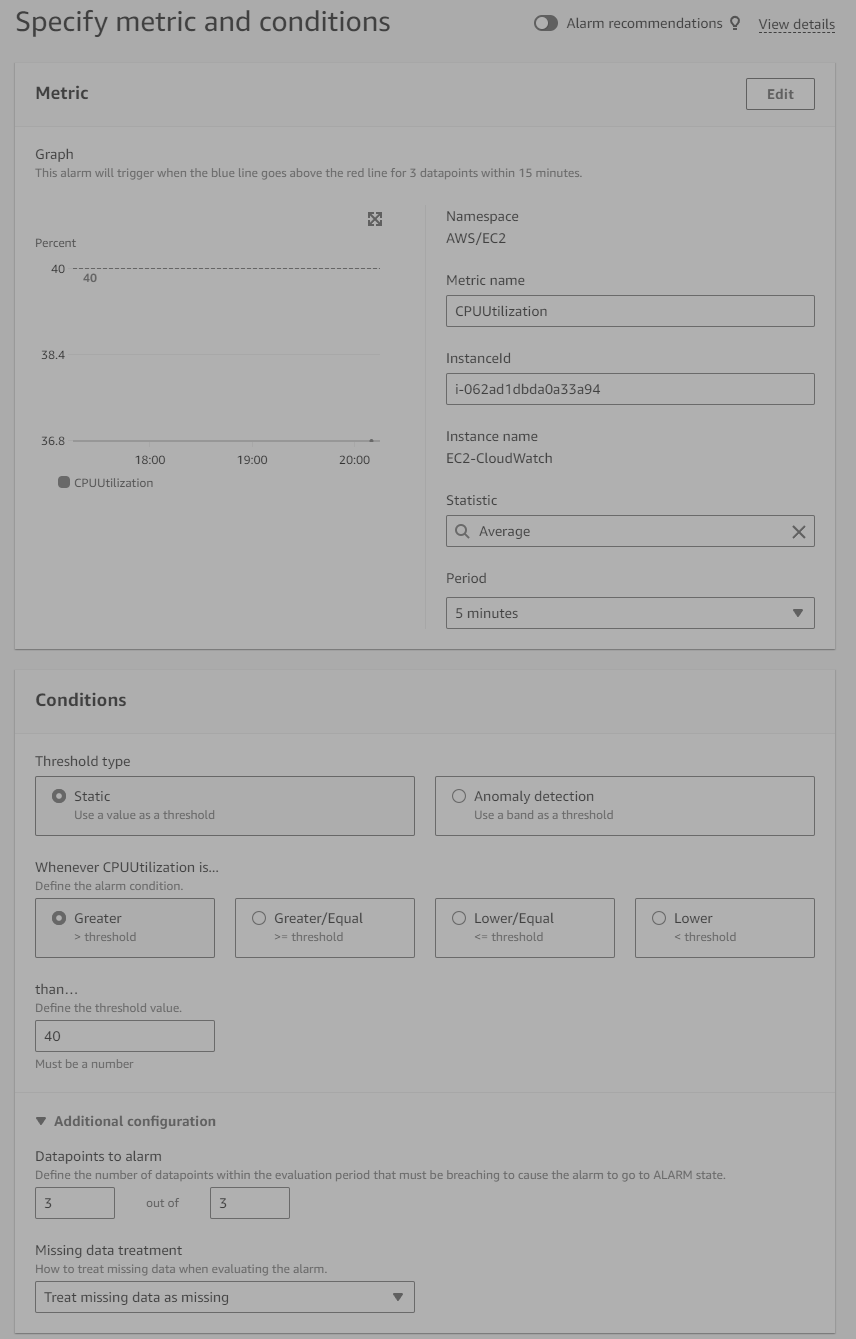 Specify metric and conditions
Alarm recommendations View details
Metric
Edit
Graph
This alarm will trigger when the blue line goes above the red line for 3 datapoints within 15 minutes.
Percent
40
40
38.4
36.8
18:00 19:00 20:00
CPUUtilization
Namespace
AWS/EC2
Metric name
CPUUtilization
InstanceId
i-062ad1dbda0a33a94
Instance name
EC2-CloudWatch
Statistic
Average
Period
5 minutes
Conditions
Threshold type
Static
Use a value as a threshold
Anomaly detection
Use a band as a threshold
Whenever CPUUtilization is...
Define the alarm condition.
Greater
> threshold
Greater/Equal
>= threshold
Lower/Equal
<= threshold
Lower
< threshold
than...
Define the threshold value.
40
Must be a number
Additional configuration
Datapoints to alarm
Define the number of datapoints within the evaluation period that must be breaching to cause the alarm to go to ALARM state.
3 out of 3
Missing data treatment
How to treat missing data when evaluating the alarm.
Treat missing data as missing